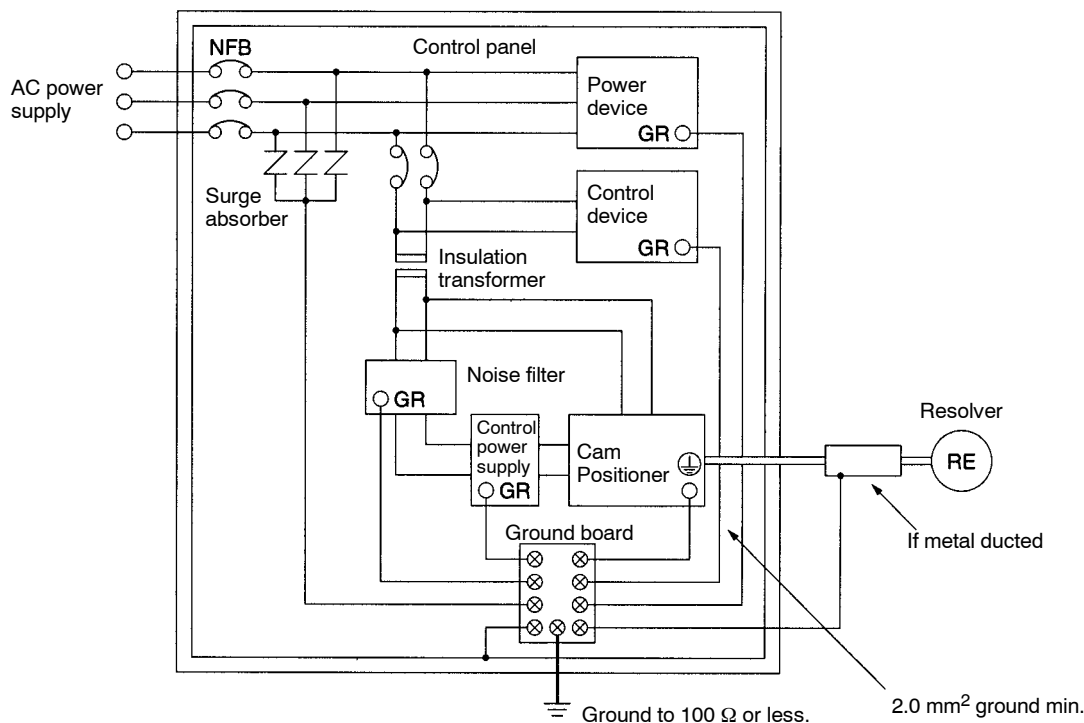 NFB
Control panel
AC power
supply
Power
device
GR
Surge
absorber
Control
device
GR
Insulation
transformer
Noise filter
GR
Control
power
supply
GR
Cam
Positioner
Resolver
RE
If metal ducted
Ground board
2.0 mm² ground min.
Ground to 100 Ω or less.